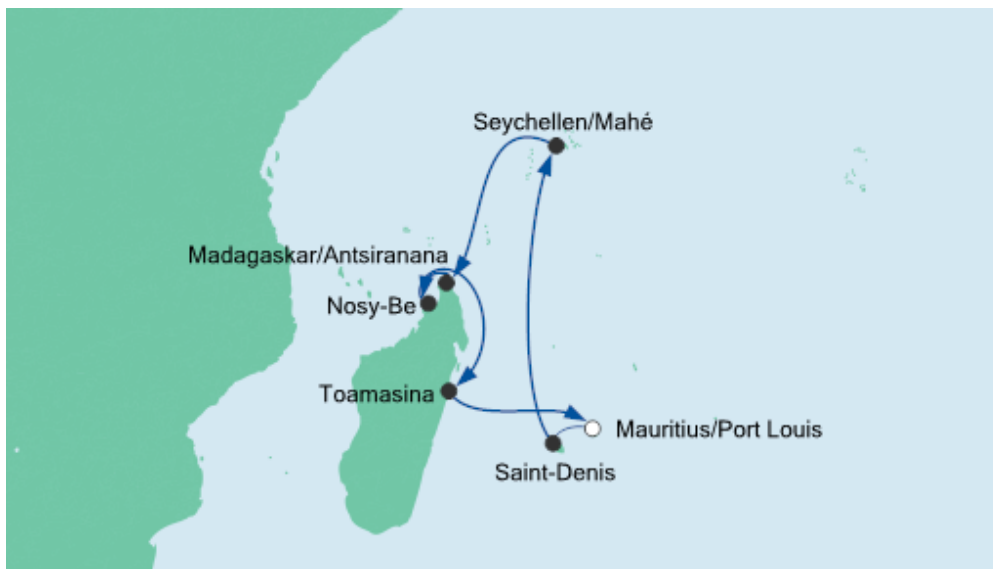 Seychellen/Mahé
Madagaskar/Antsiranana
Nosy-Be
Toamasina
Mauritius/Port Louis
Saint-Denis